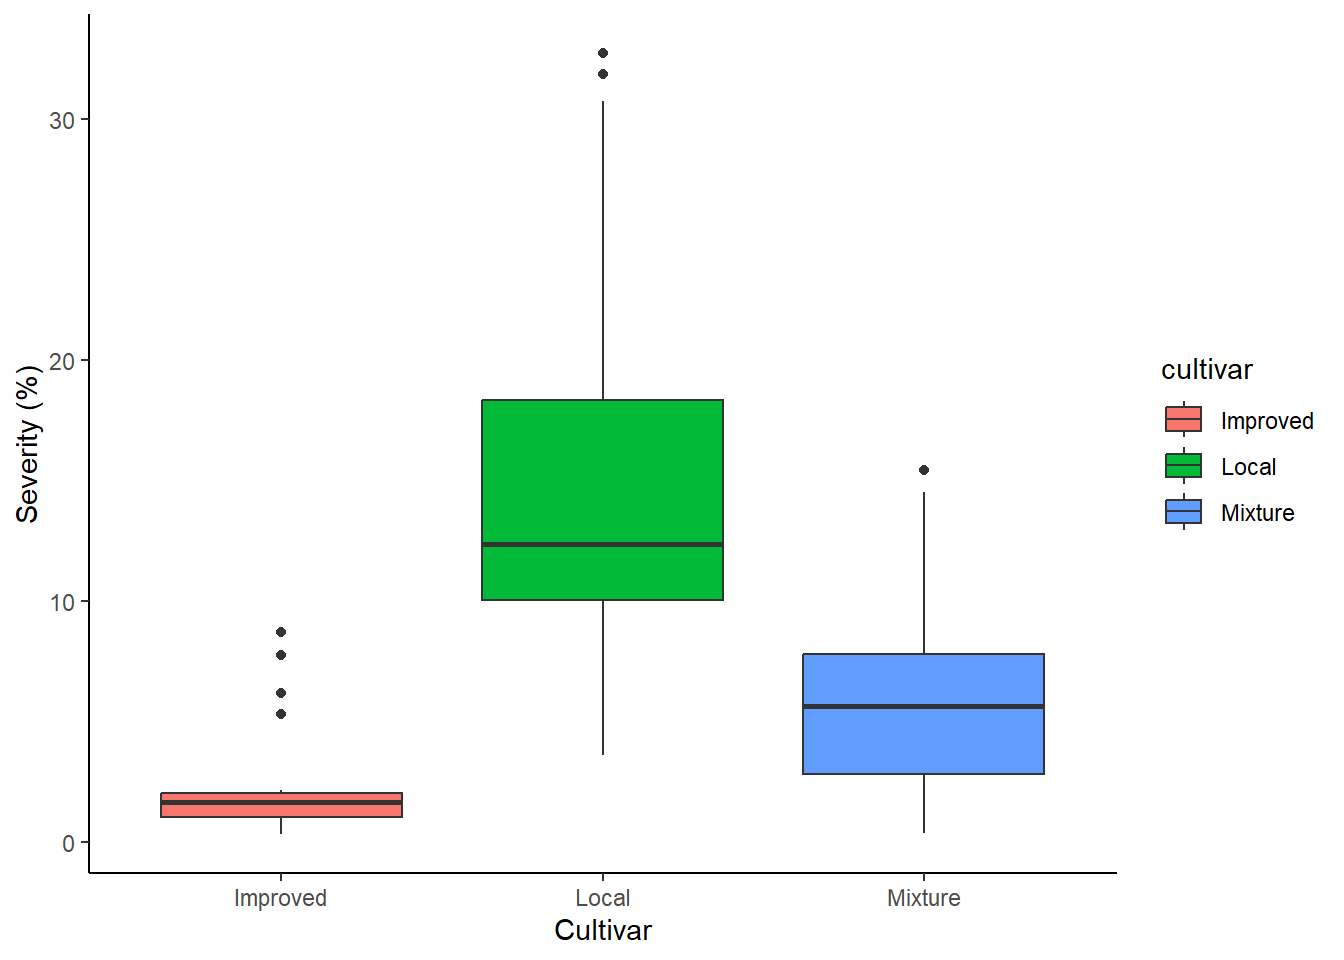 Severity (%)
30
20
10
0
Improved Local Mixture
Cultivar
cultivar
Improved
Local
Mixture